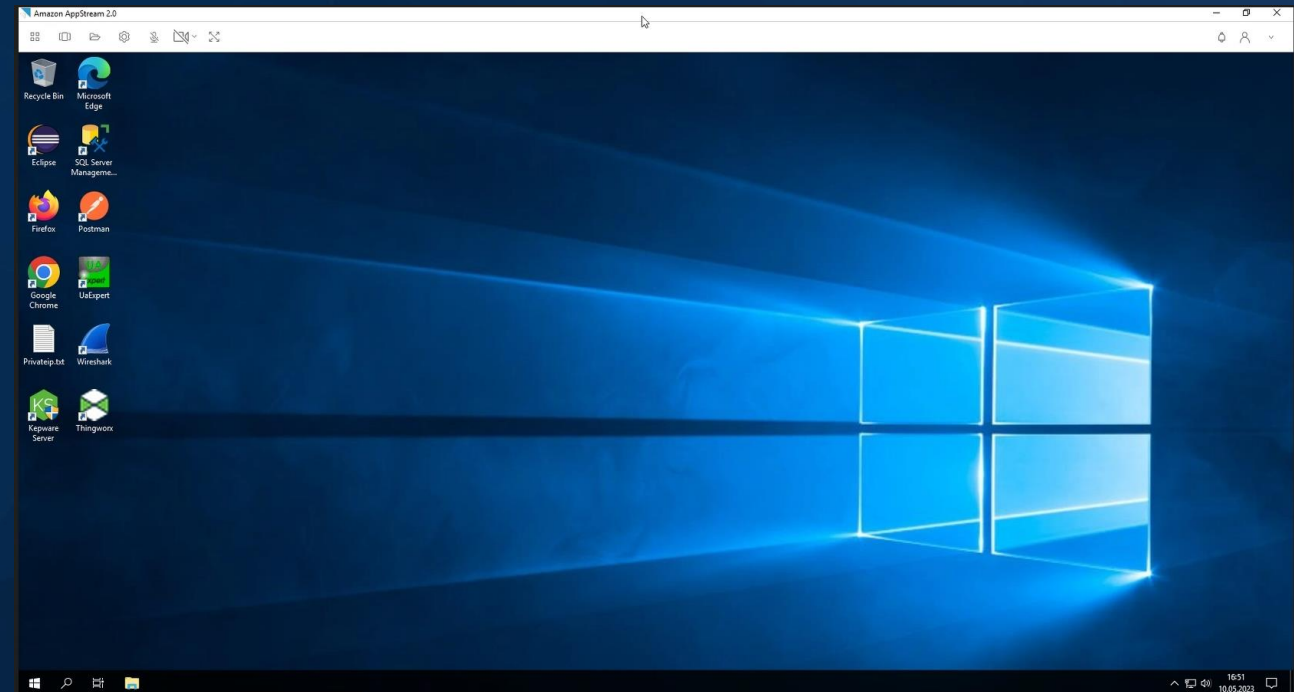 Amazon AppStream 2.0
Recycle Bin
Microsoft
Edge
Eclipse
SQL Server
Manageme...
Firefox
Postman
Google
Chrome
UaExpert
Privateip.txt
Wireshark
KS
Kepware
Server
Thingworx
16:51
10.05.2023